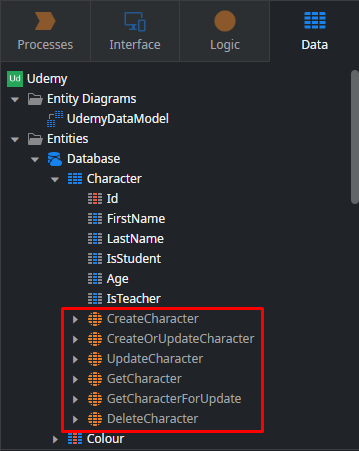 Processes
Interface
Logic
Data
Ud Udemy
Entity Diagrams
UdemyDataModel
Entities
Database
Character
Id
FirstName
LastName
IsStudent
Age
IsTeacher
CreateCharacter
CreateOrUpdateCharacter
UpdateCharacter
GetCharacter
GetCharacterForUpdate
DeleteCharacter
Colour